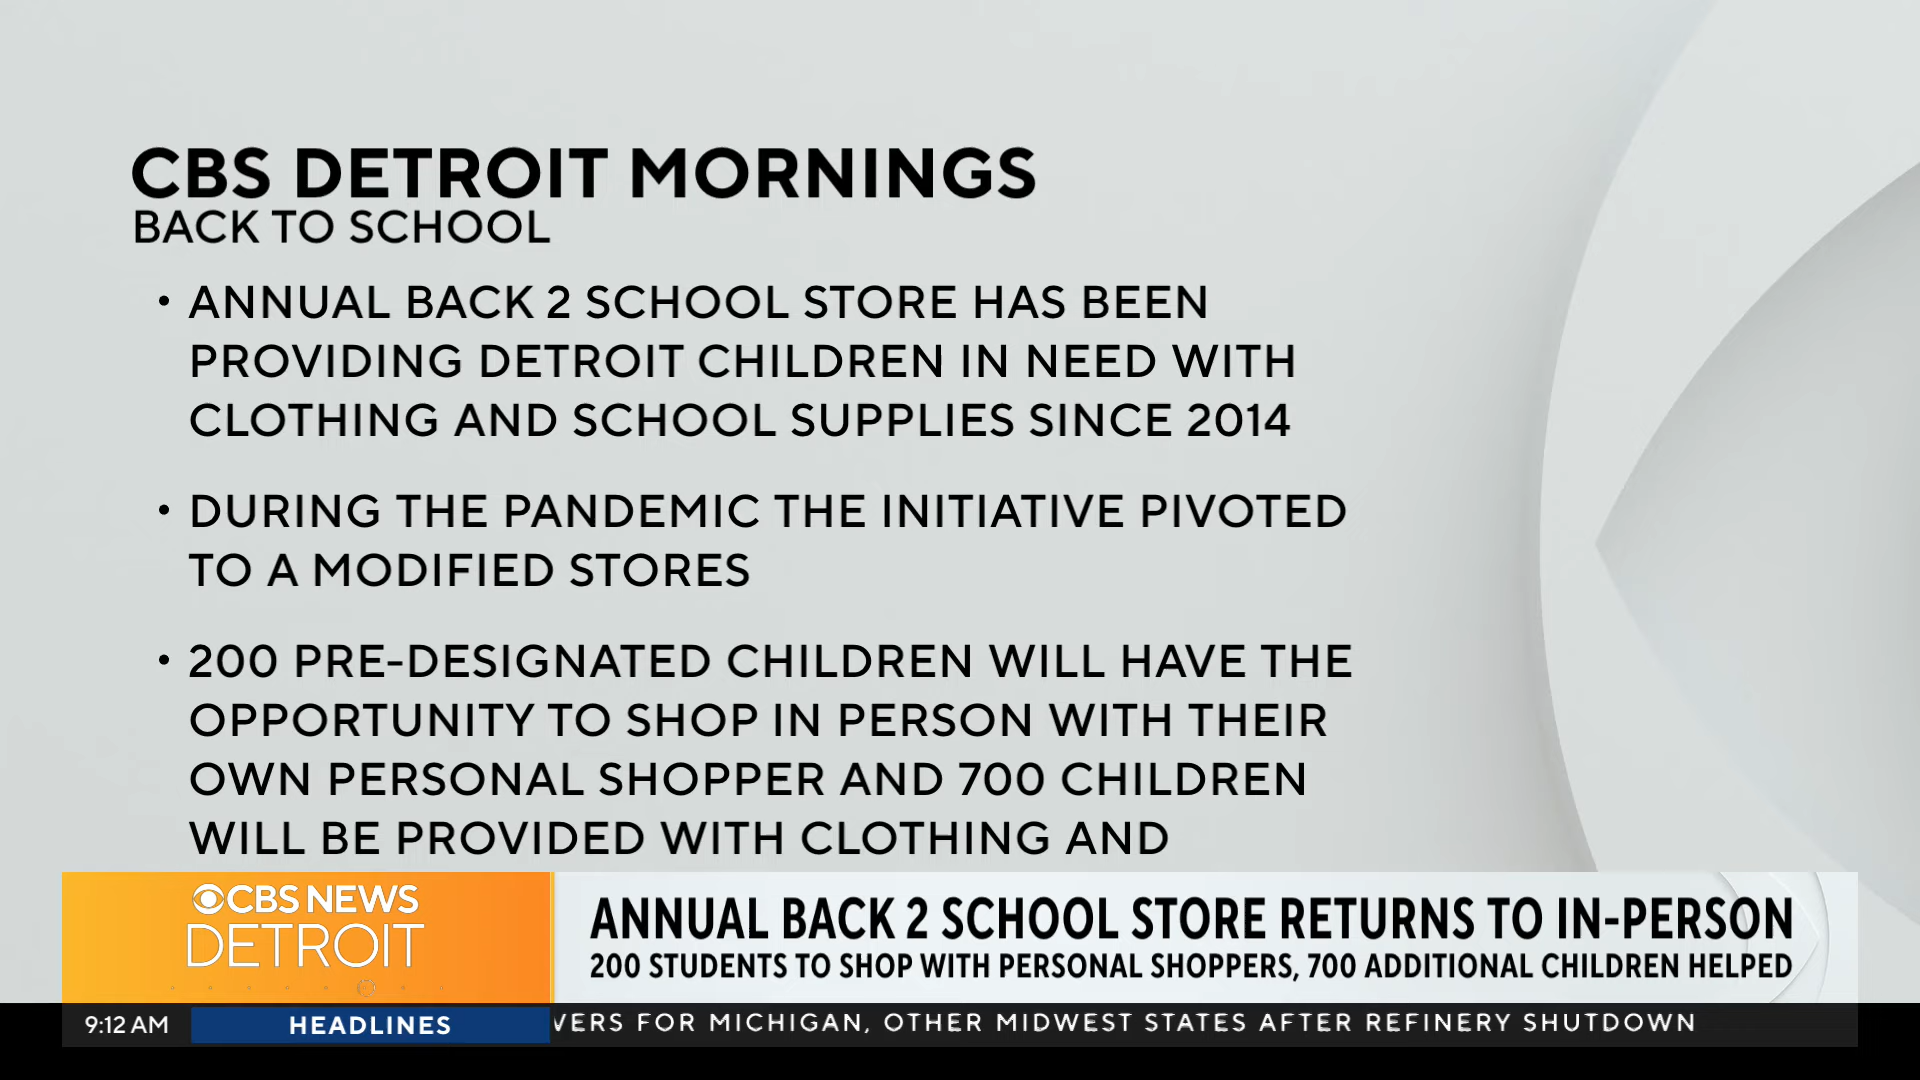 CBS DETROIT MORNINGS
BACK TO SCHOOL
• ANNUAL BACK 2 SCHOOL STORE HAS BEEN
PROVIDING DETROIT CHILDREN IN NEED WITH
CLOTHING AND SCHOOL SUPPLIES SINCE 2014
• DURING THE PANDEMIC THE INITIATIVE PIVOTED
TO A MODIFIED STORES
• 200 PRE-DESIGNATED CHILDREN WILL HAVE THE
OPPORTUNITY TO SHOP IN PERSON WITH THEIR
OWN PERSONAL SHOPPER AND 700 CHILDREN
WILL BE PROVIDED WITH CLOTHING AND
CBS NEWS
DETROIT
ANNUAL BACK 2 SCHOOL STORE RETURNS TO IN-PERSON
200 STUDENTS TO SHOP WITH PERSONAL SHOPPERS, 700 ADDITIONAL CHILDREN HELPED
9:12 AM HEADLINES VERS FOR MICHIGAN, OTHER MIDWEST STATES AFTER REFINERY SHUTDOWN